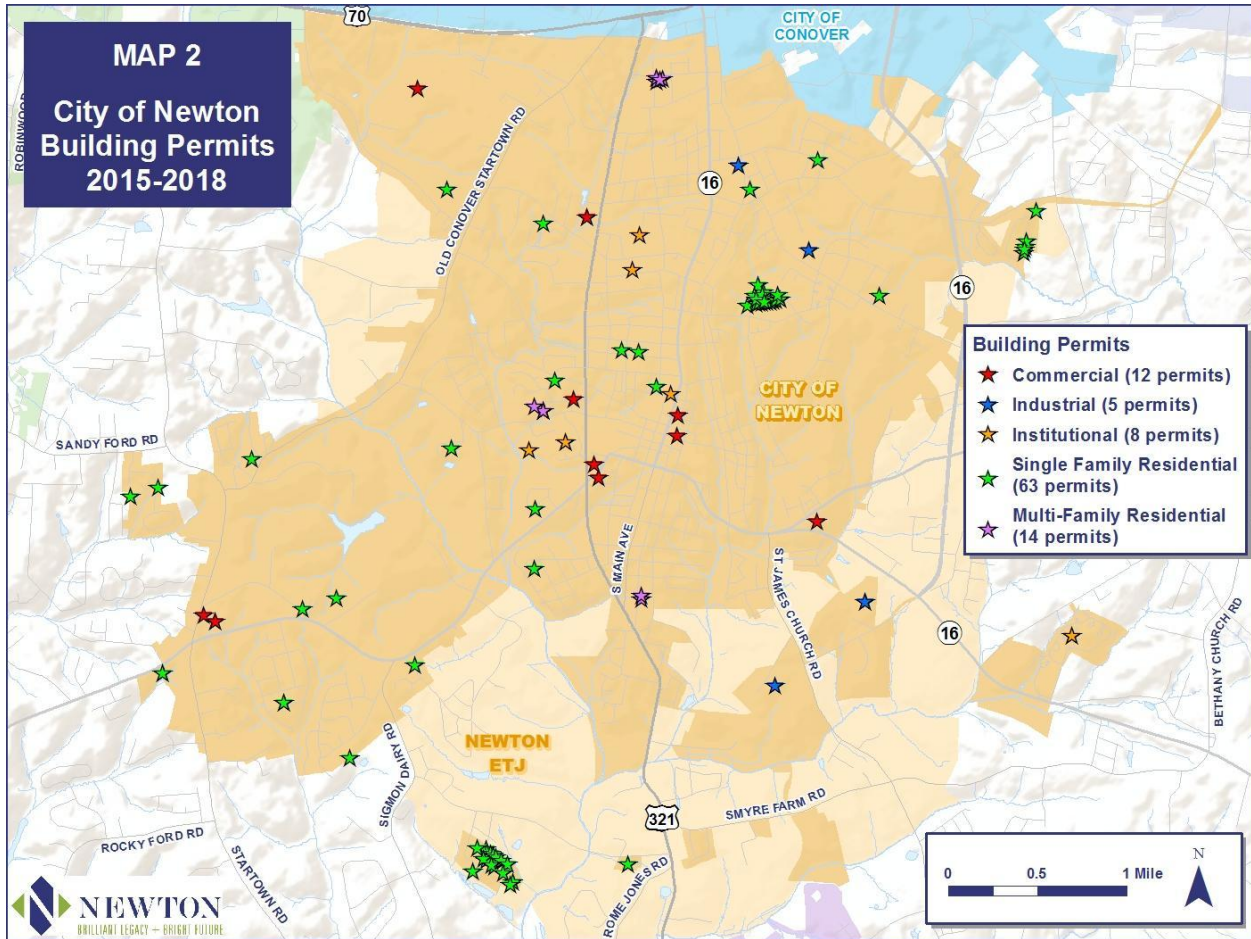 MAP 2
City of Newton
Building Permits
2015-2018
70
CITY OF
CONOVER
ROBINWOOD
OLD CONOVER STARTOWN RD
16
16
Building Permits
Commercial (12 permits)
Industrial (5 permits)
Institutional (8 permits)
Single Family Residential
(63 permits)
Multi-Family Residential
(14 permits)
CITY OF
NEWTON
SANDY FORD RD
S MAIN AVE
ST JAMES CHURCH RD
16
BETHANY CHURCH RD
NEWTON
ETJ
SIGMON DAIRY RD
SMYRE FARM RD
321
ROCKY FORD RD
STARTOWN RD
ROME JONES RD
0 0.5 1 Mile
N
NEWTON
BRILLIANT LEGACY – BRIGHT FUTURE